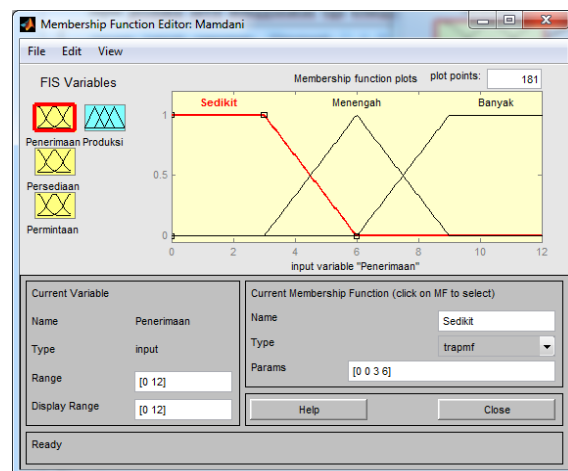 Membership Function Editor: Mamdani
File Edit View
FIS Variables
Membership function plots plot points: 181
Penerimaan Produksi
Persediaan
Permintaan
Sedikit Menengah Banyak
1
0.5
0
0 2 4 6 8 10 12
input variable "Penerimaan"
Current Variable
Name Penerimaan
Type input
Range [0 12]
Display Range [0 12]
Current Membership Function (click on MF to select)
Name Sedikit
Type trapmf
Params [0 0 3 6]
Help Close
Ready